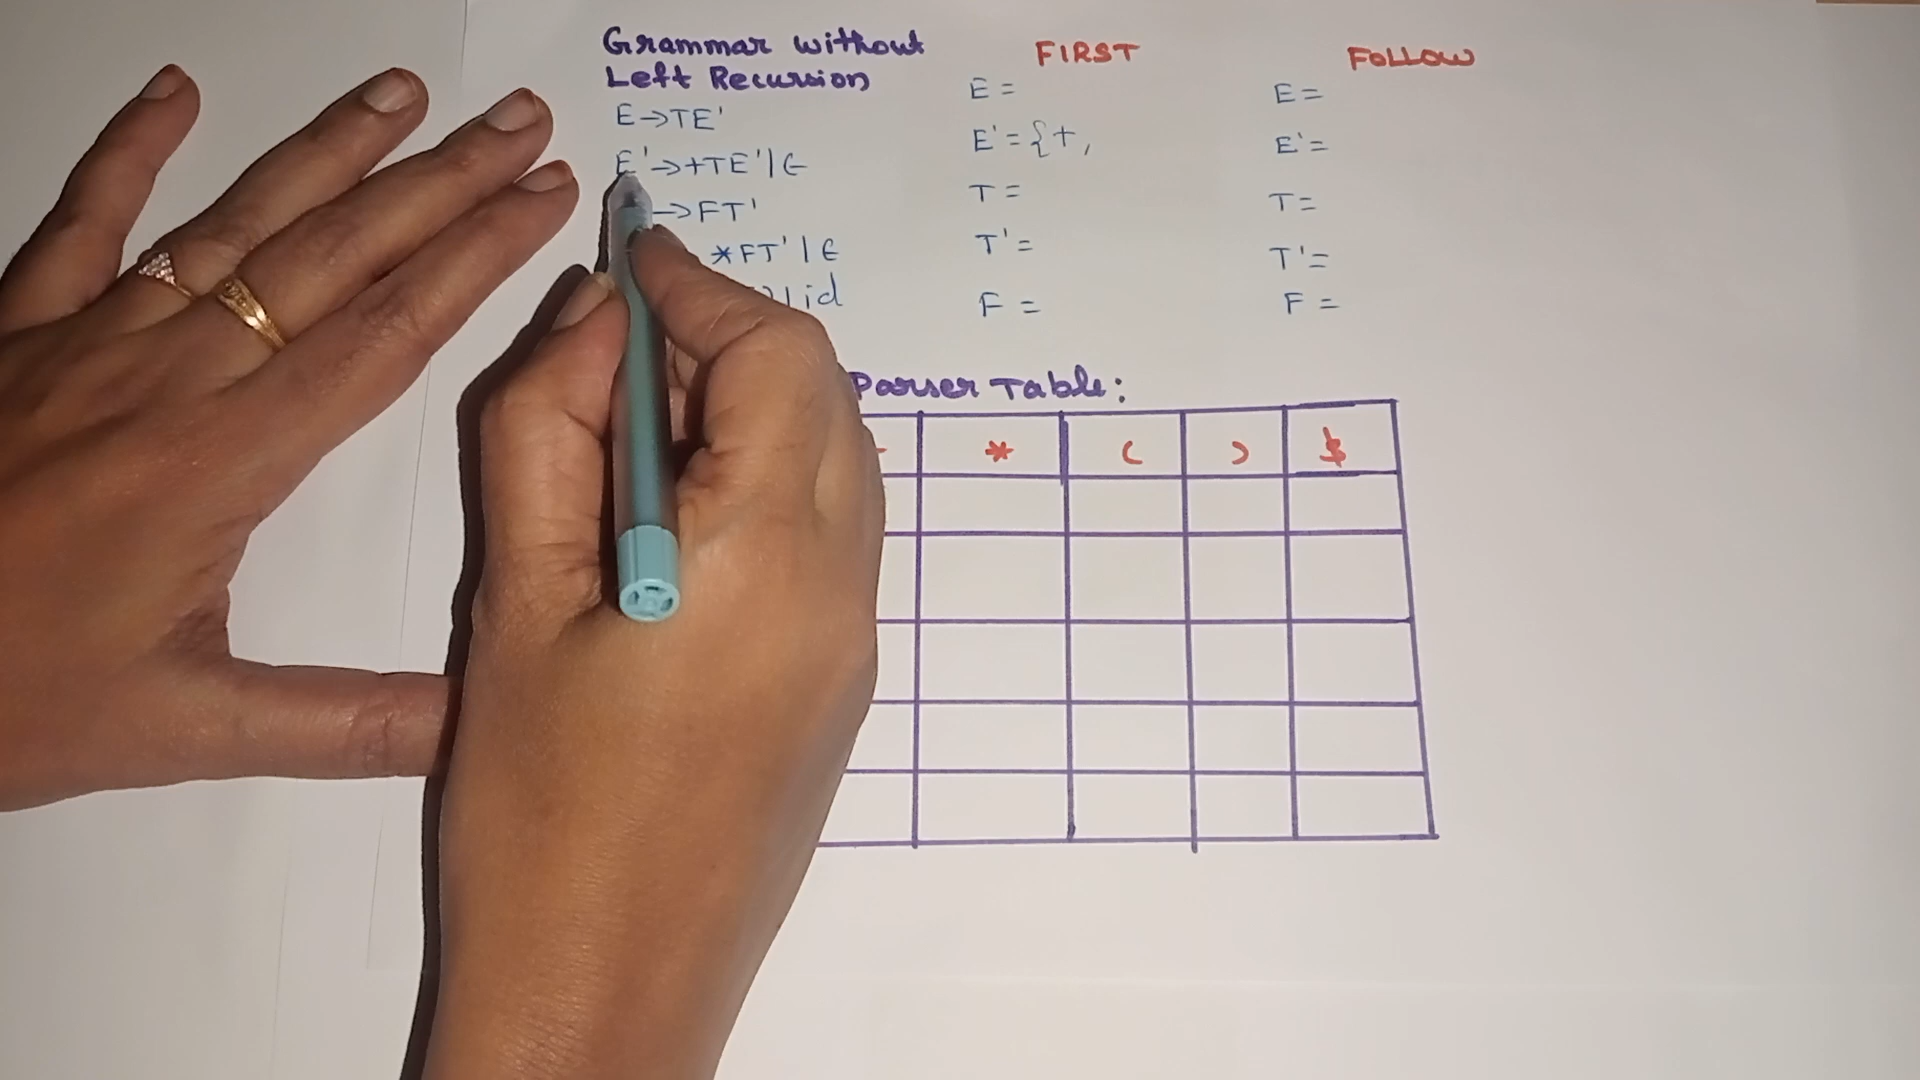 Grammar without
Left Recursion
E→TE'
E'→+TE'|ϵ
→FT'
*FT'|ϵ
)|id
FIRST
E=
E'={+,
T=
T'=
F=
FOLLOW
E=
E'=
T=
T'=
F=
Parser Table:
* ( ) $